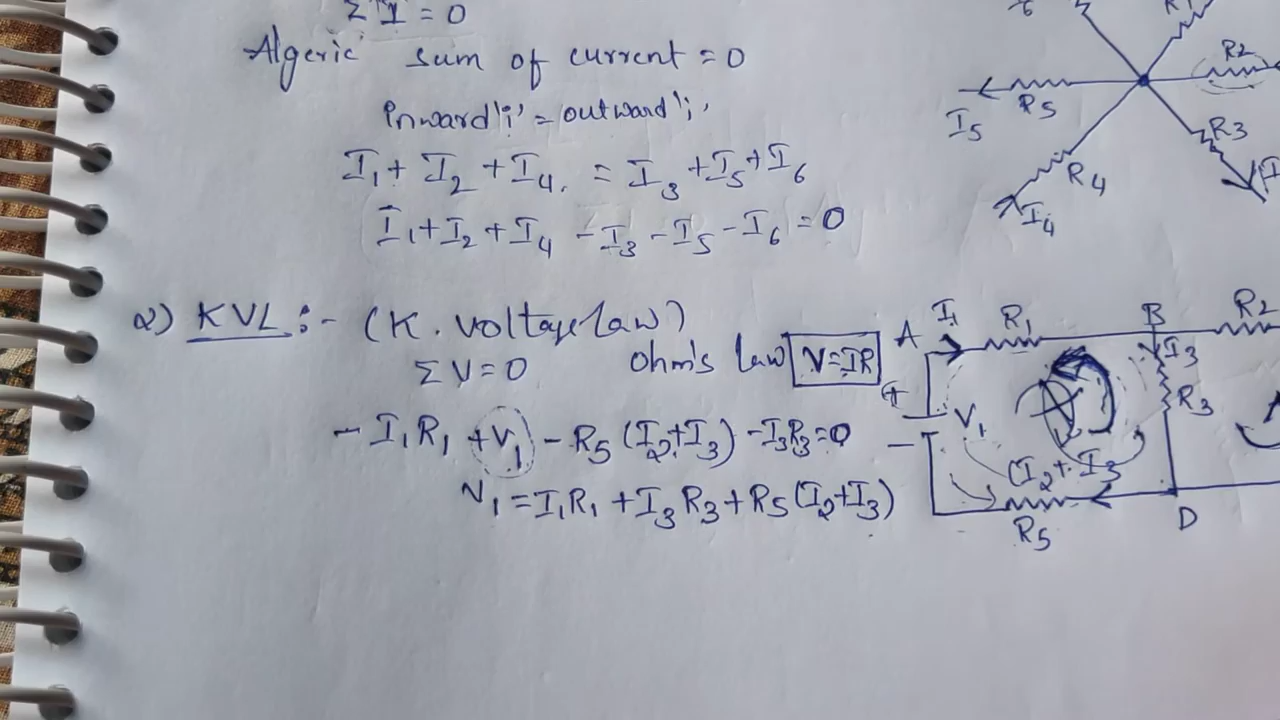 Σ I = 0
Algeric sum of current = 0
Inward 'i' = outward 'i'
I₁ + I₂ + I₄. = I₃ + I₅ + I₆
I₁ + I₂ + I₄ - I₃ - I₅ - I₆ = 0
R2
R5
I5
R3
R4
I4
2) KVL :- (K. voltage law)
Σ V = 0
ohm's law V=IR
- I₁R₁ + V₁ - R₅ (I₂+I₃) - I₃R₃ = 0
V₁ = I₁R₁ + I₃R₃ + R₅ (I₂+I₃)
A
I₁
R₁
B
R2
I3
R3
+
V₁
-
(I₂ + I₃
R5
D